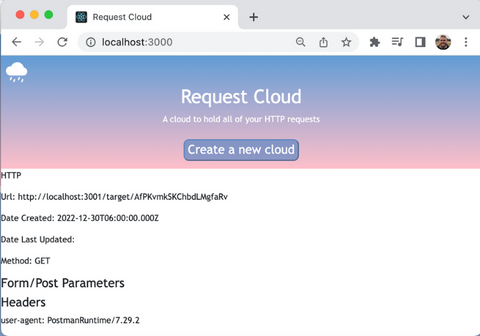 Request Cloud
localhost:3000
Request Cloud
A cloud to hold all of your HTTP requests
Create a new cloud
HTTP
Url: http://localhost:3001/target/AfPKvmkSKChbdLMgfaRv
Date Created: 2022-12-30T06:00:00.000Z
Date Last Updated:
Method: GET
Form/Post Parameters
Headers
user-agent: PostmanRuntime/7.29.2